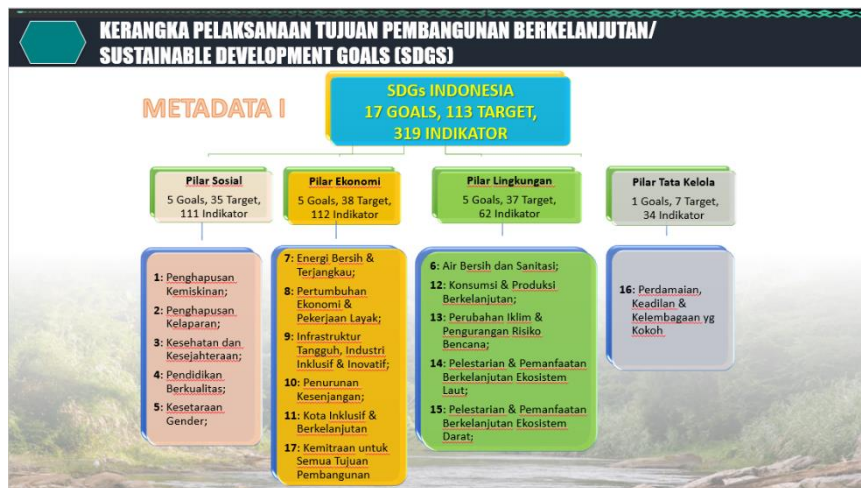 KERANGKA PELAKSANAAN TUJUAN PEMBANGUNAN BERKELANJUTAN/
SUSTAINABLE DEVELOPMENT GOALS (SDGS)
METADATA I
SDGs INDONESIA
17 GOALS, 113 TARGET,
319 INDIKATOR
Pilar Sosial
5 Goals, 35 Target,
111 Indikator
Pilar Ekonomi
5 Goals, 38 Target,
112 Indikator
Pilar Lingkungan
5 Goals, 37 Target,
62 Indikator
Pilar Tata Kelola
1 Goals, 7 Target,
34 Indikator
1: Penghapusan
Kemiskinan;
2: Penghapusan
Kelaparan;
3: Kesehatan dan
Kesejahteraan;
4: Pendidikan
Berkualitas;
5: Kesetaraan
Gender;
7: Energi Bersih &
Terjangkau;
8: Pertumbuhan
Ekonomi &
Pekerjaan Layak;
9: Infrastruktur
Tangguh, Industri
Inklusif & Inovatif;
10: Penurunan
Kesenjangan;
11: Kota Inklusif &
Berkelanjutan
17: Kemitraan untuk
Semua Tujuan
Pembangunan
6: Air Bersih dan Sanitasi;
12: Konsumsi & Produksi
Berkelanjutan;
13: Perubahan Iklim &
Pengurangan Risiko
Bencana;
14: Pelestarian & Pemanfaatan
Berkelanjutan Ekosistem
Laut;
15: Pelestarian & Pemanfaatan
Berkelanjutan Ekosistem
Darat;
16: Perdamaian,
Keadilan &
Kelembagaan yg
Kokoh